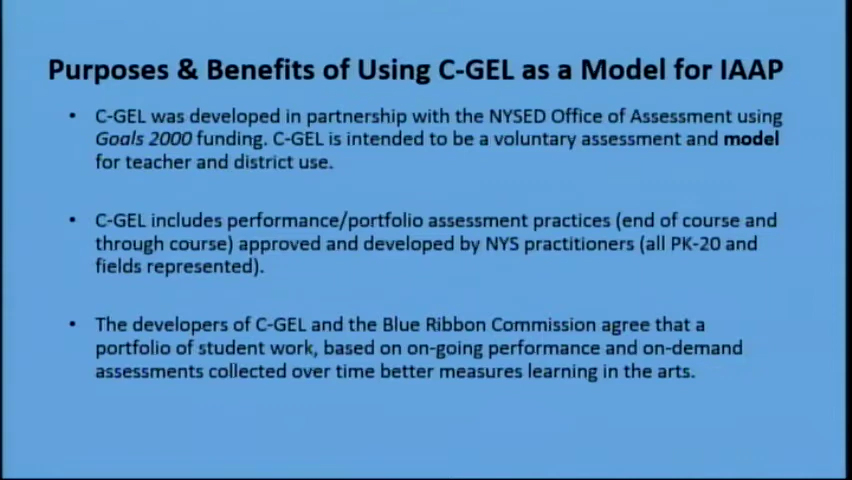 Purposes & Benefits of Using C-GEL as a Model for IAAP
• C-GEL was developed in partnership with the NYSED Office of Assessment using
Goals 2000 funding. C-GEL is intended to be a voluntary assessment and model
for teacher and district use.
• C-GEL includes performance/portfolio assessment practices (end of course and
through course) approved and developed by NYS practitioners (all PK-20 and
fields represented).
• The developers of C-GEL and the Blue Ribbon Commission agree that a
portfolio of student work, based on on-going performance and on-demand
assessments collected over time better measures learning in the arts.